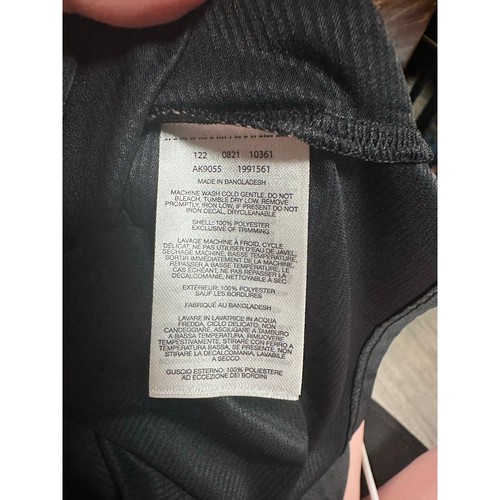 122 0821 10361
AK9055 1991561
MADE IN BANGLADESH
MACHINE WASH COLD GENTLE, DO NOT
BLEACH, TUMBLE DRY LOW, REMOVE
PROMPTLY, IRON LOW, IF PRESENT DO NOT
IRON DECAL, DRYCLEANABLE
SHELL: 100% POLYESTER
EXCLUSIVE OF TRIMMING
LAVAGE MACHINE À FROID, CYCLE
DÉLICAT, NE PAS UTILISER D'EAU DE JAVEL,
SÉCHAGE MACHINE, BASSE TEMPÉRATURE,
SORTIR IMMÉDIATEMENT DE LA MACHINE,
REPASSER À BASSE TEMPÉRATURE, LE
CAS ÉCHÉANT, NE PAS REPASSER LA
DÉCALCOMANIE, NETTOYABLE À SEC
EXTÉRIEUR: 100% POLYESTER
SAUF LES BORDURES
FABRIQUÉ AU BANGLADESH
LAVARE IN LAVATRICE IN ACQUA
FREDDA, CICLO DELICATO, NON
CANDEGGIARE, ASCIUGARE A TAMBURO
A BASSA TEMPERATURA, RIMUOVERE
TEMPESTIVAMENTE, STIRARE CON FERRO A
TEMPERATURA BASSA, SE PRESENTE, NON
STIRARE LA DECALCOMANIA, LAVABILE
A SECCO
GUSCIO ESTERNO: 100% POLIESTERE
AD ECCEZIONE DEI BORDINI